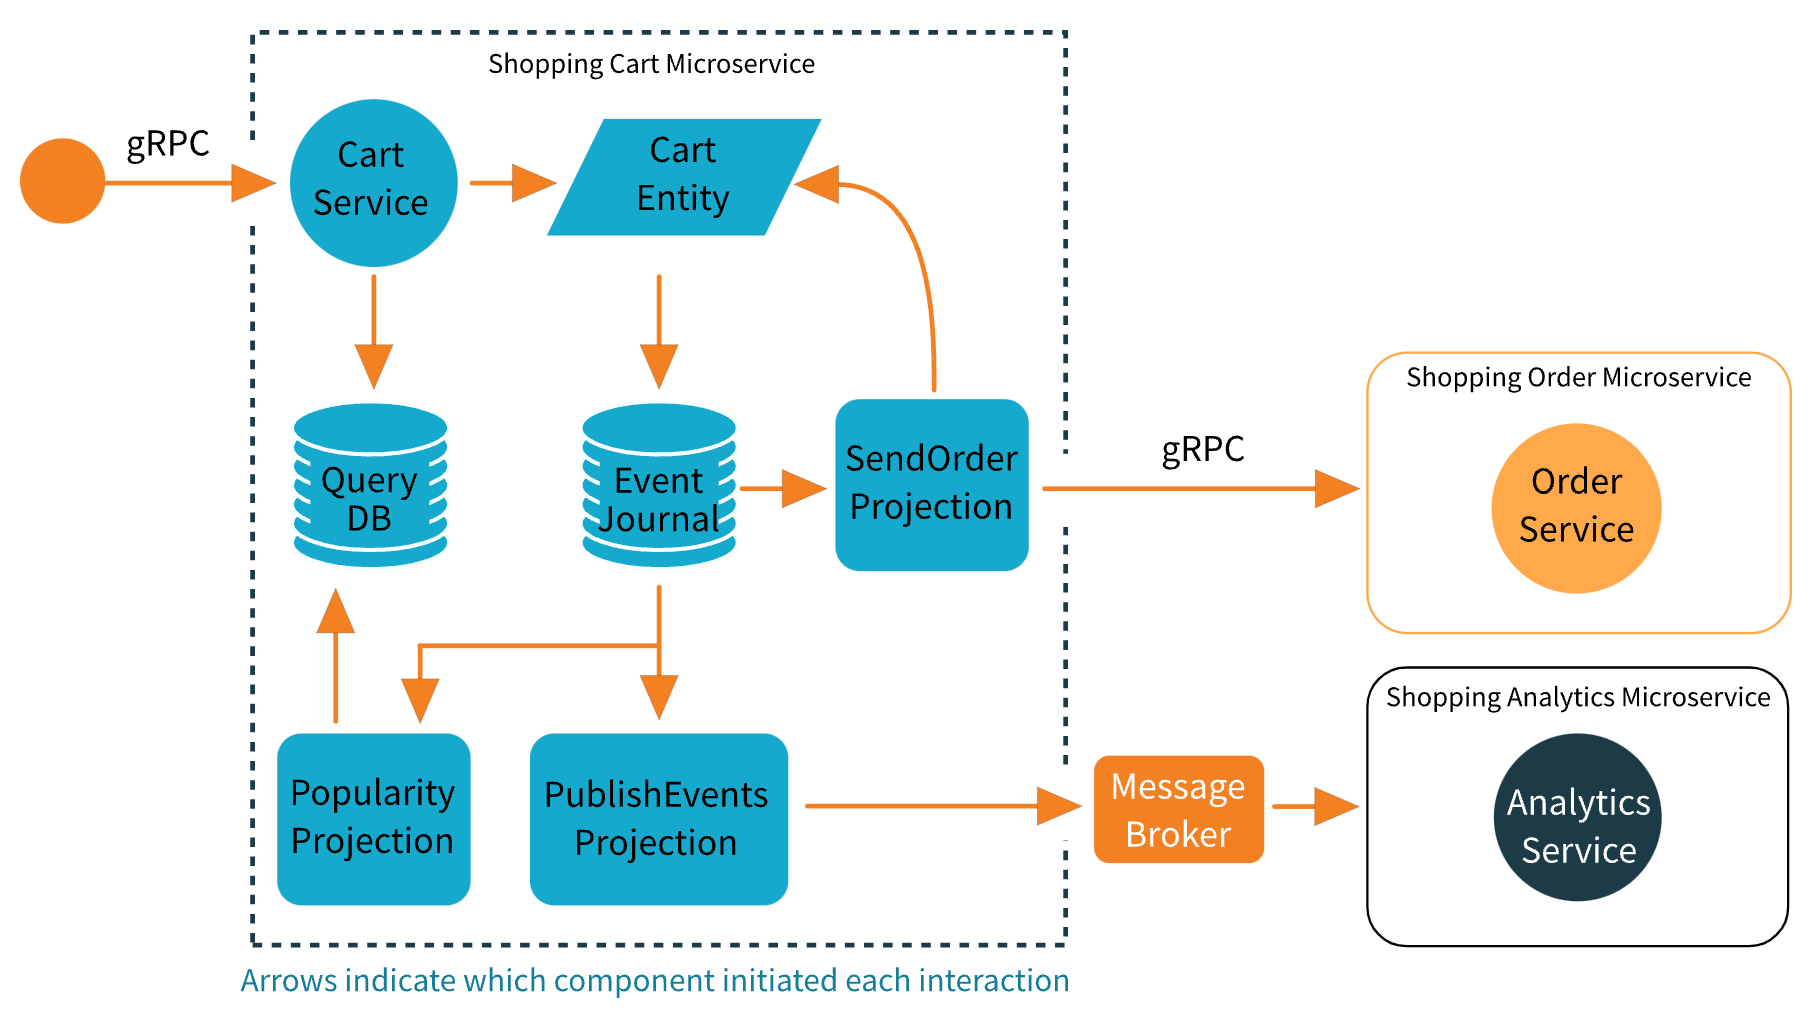 Shopping Cart Microservice
gRPC
Cart
Service
Cart
Entity
Query
DB
Event
Journal
SendOrder
Projection
gRPC
Shopping Order Microservice
Order
Service
Popularity
Projection
PublishEvents
Projection
Message
Broker
Shopping Analytics Microservice
Analytics
Service
Arrows indicate which component initiated each interaction